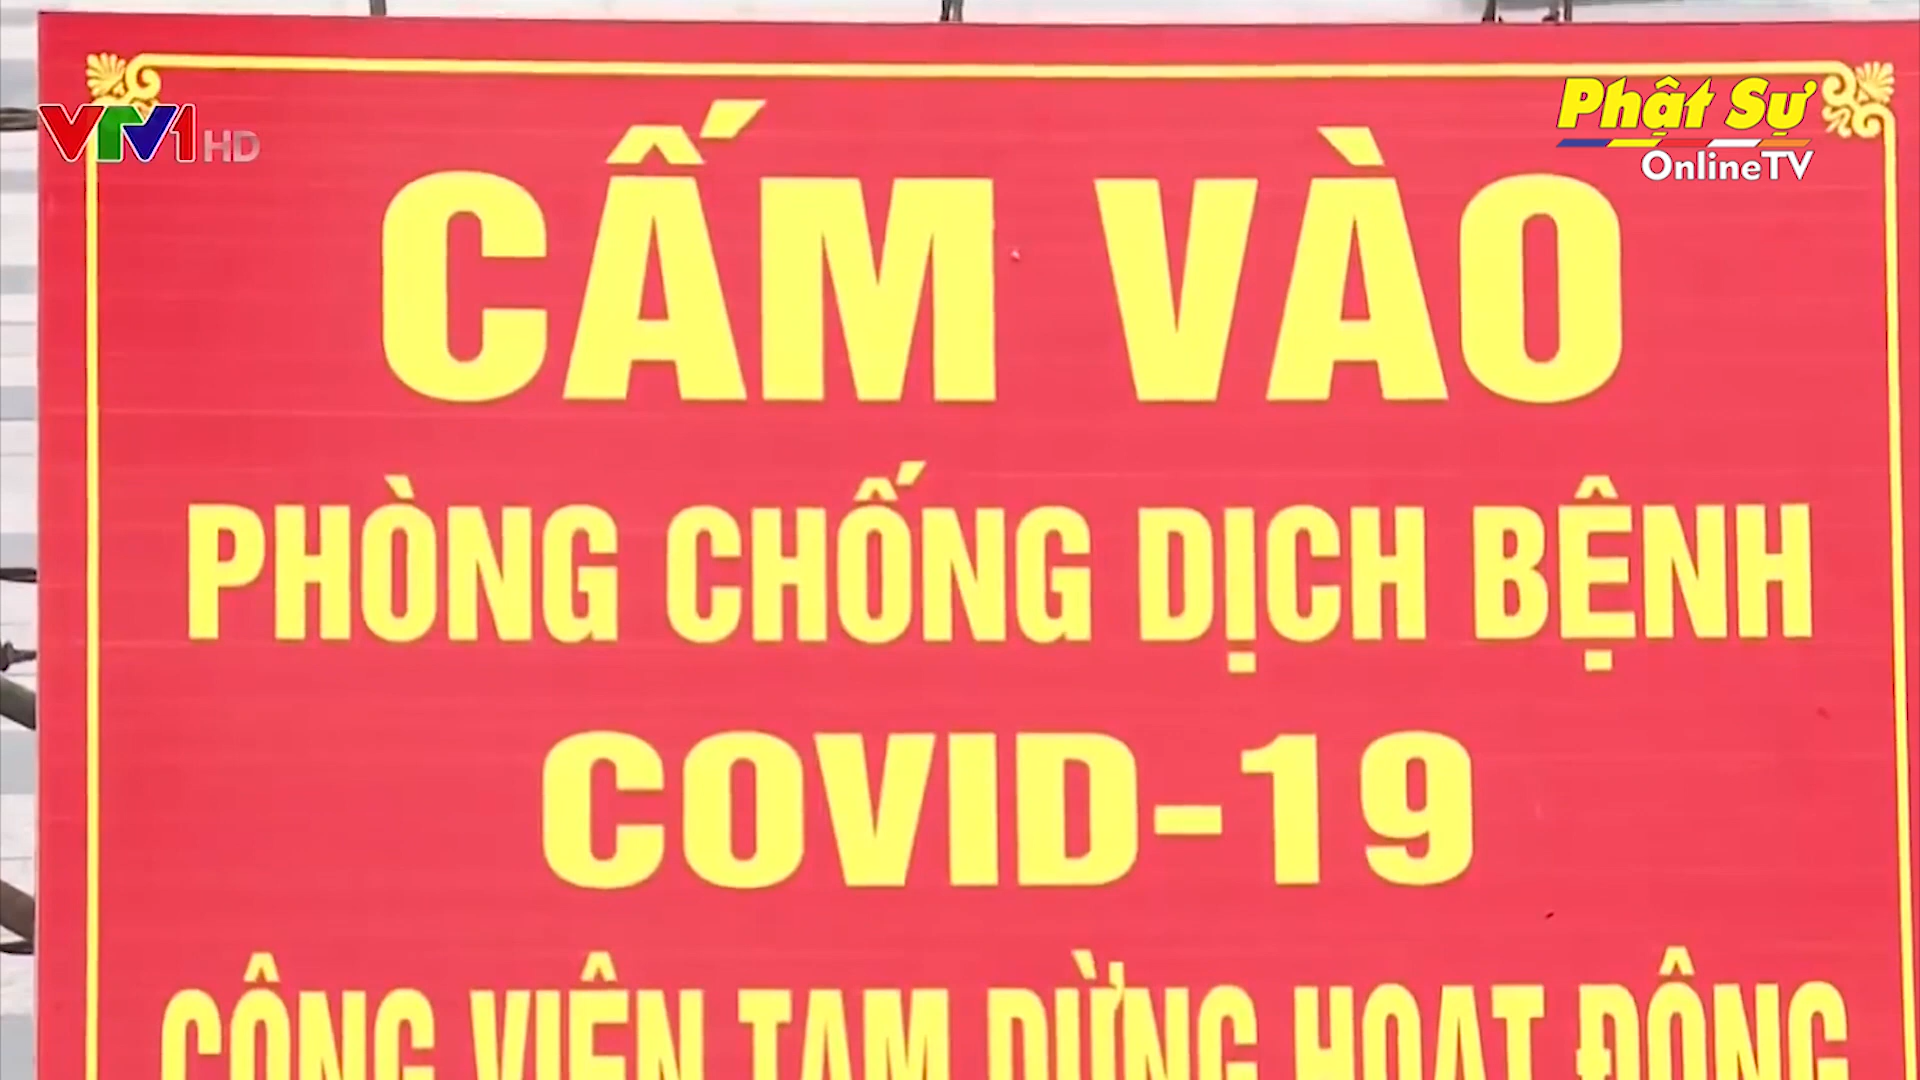 VTV1 HD
Phật Sự
OnlineTV
CẤM VÀO
PHÒNG CHỐNG DỊCH BỆNH
COVID-19
CÔNG VIÊN TẠM DỪNG HOẠT ĐỘNG